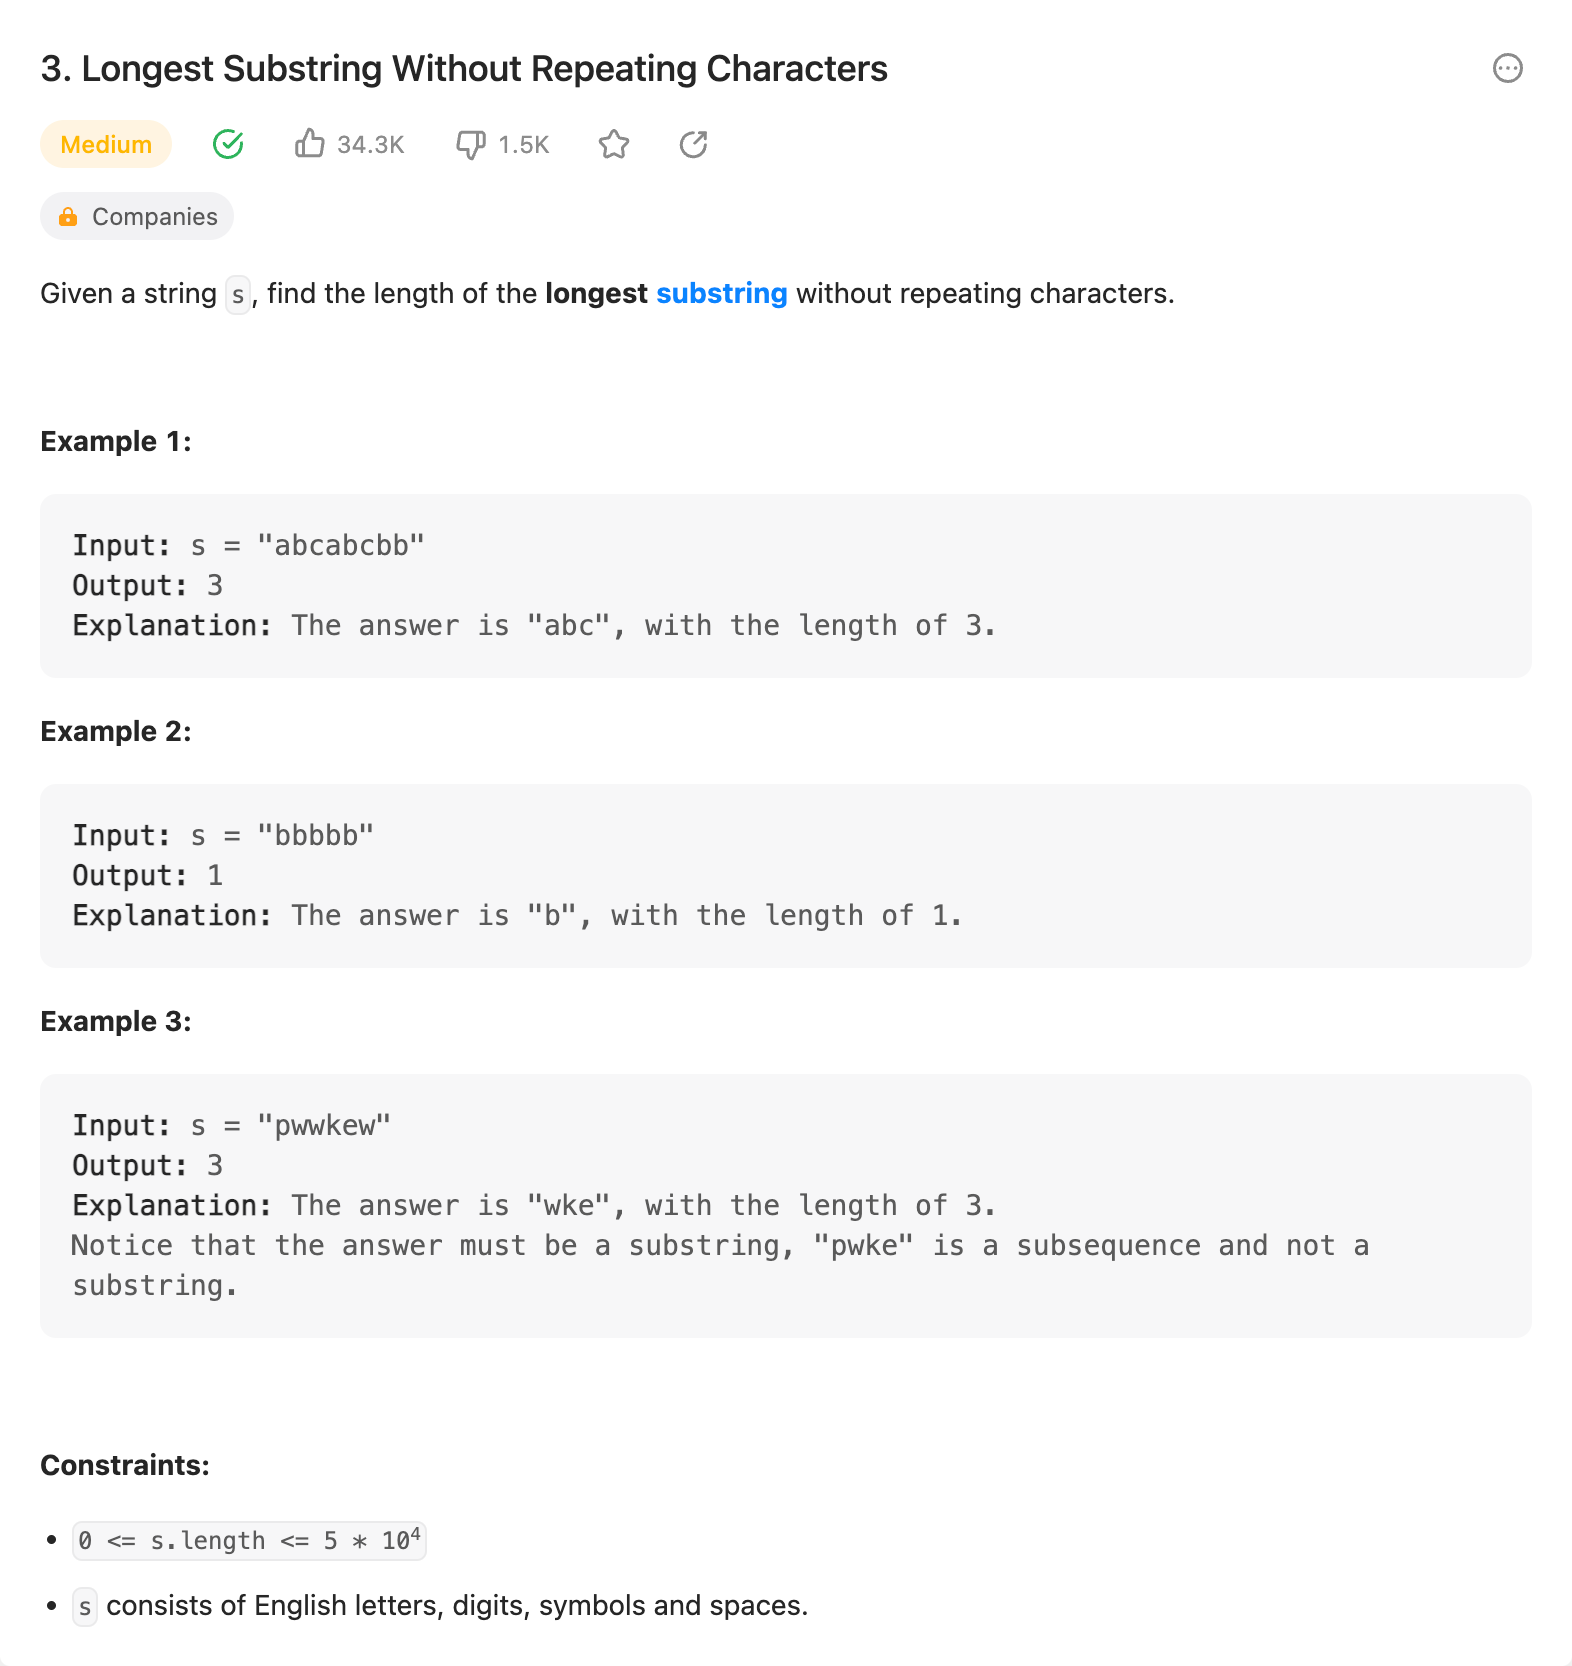 3. Longest Substring Without Repeating Characters
Medium 34.3K 1.5K
Companies
Given a string s, find the length of the longest substring without repeating characters.
Example 1:
Input: s = "abcabcbb"
Output: 3
Explanation: The answer is "abc", with the length of 3.
Example 2:
Input: s = "bbbbb"
Output: 1
Explanation: The answer is "b", with the length of 1.
Example 3:
Input: s = "pwwkew"
Output: 3
Explanation: The answer is "wke", with the length of 3.
Notice that the answer must be a substring, "pwke" is a subsequence and not a
substring.
Constraints:
• 0 <= s.length <= 5 * 10⁴
• s consists of English letters, digits, symbols and spaces.